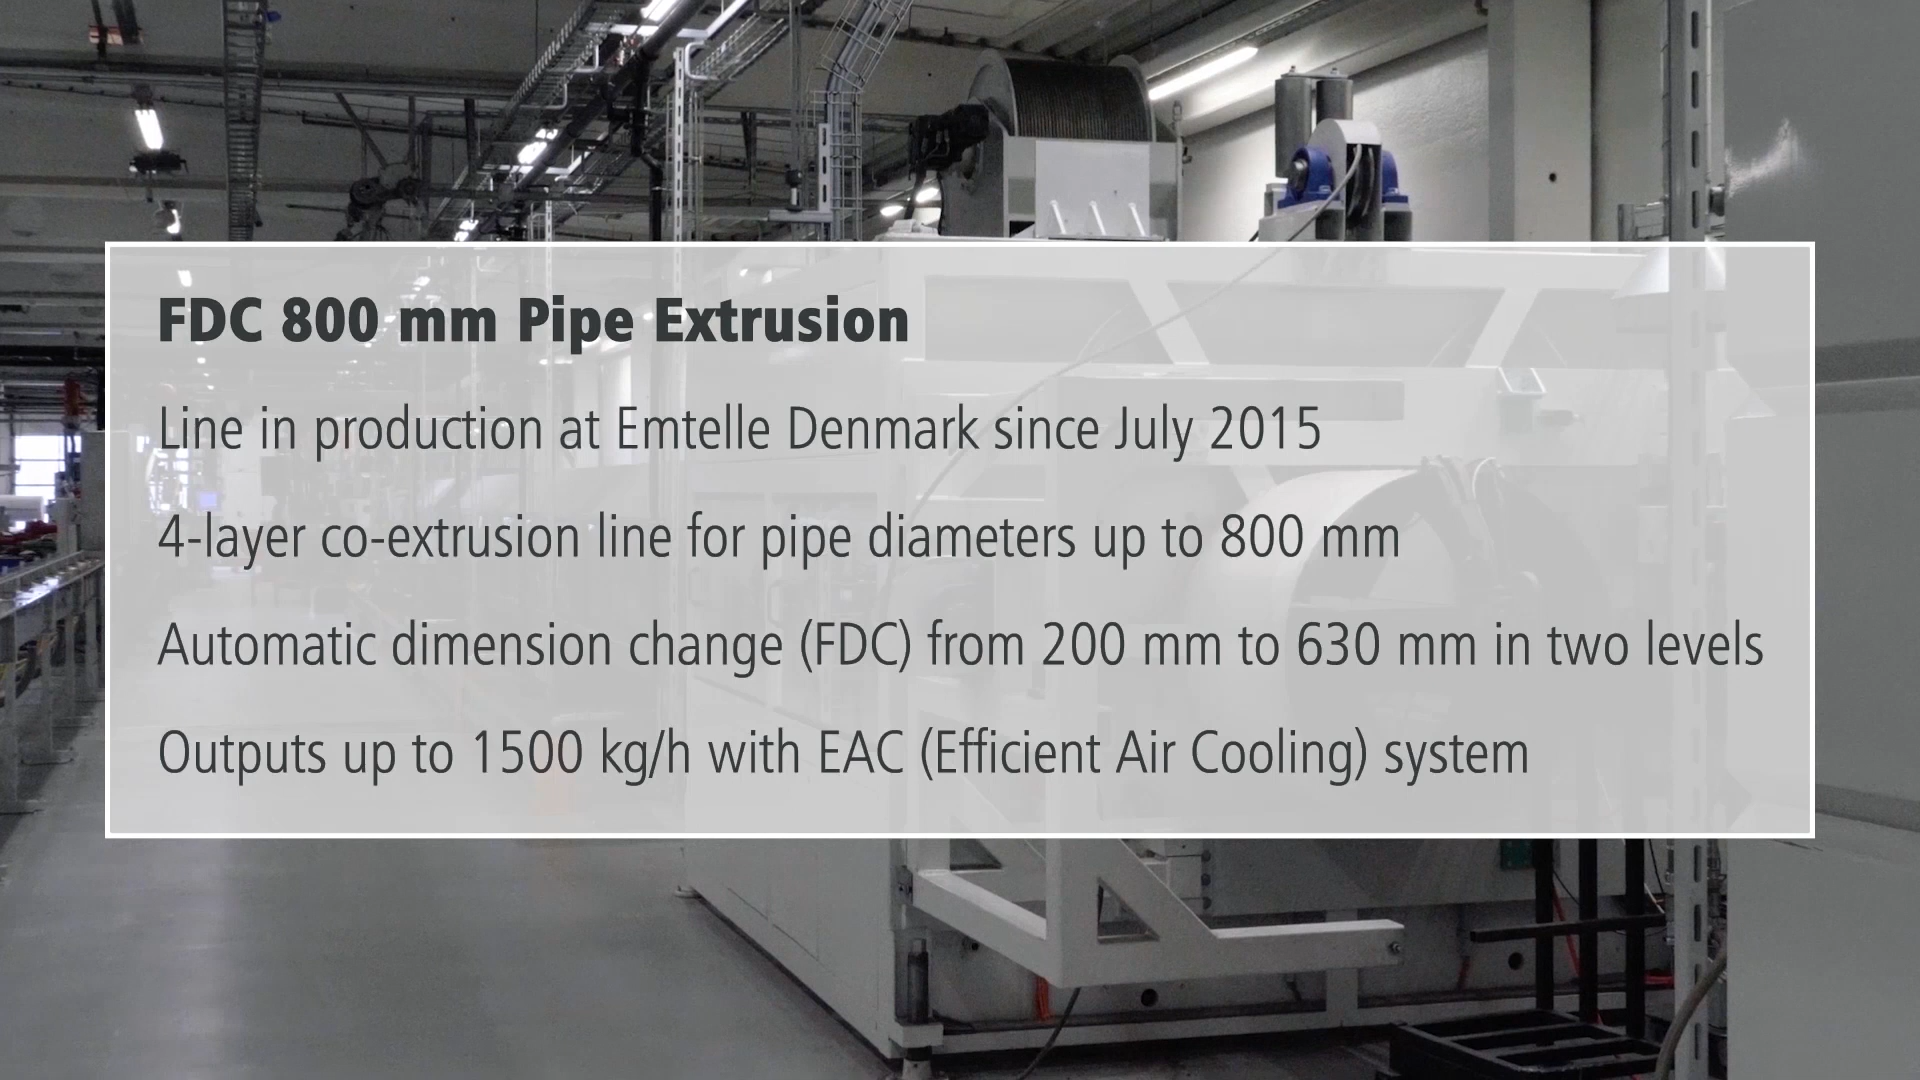 FDC 800 mm Pipe Extrusion
Line in production at Emtelle Denmark since July 2015
4-layer co-extrusion line for pipe diameters up to 800 mm
Automatic dimension change (FDC) from 200 mm to 630 mm in two levels
Outputs up to 1500 kg/h with EAC (Efficient Air Cooling) system